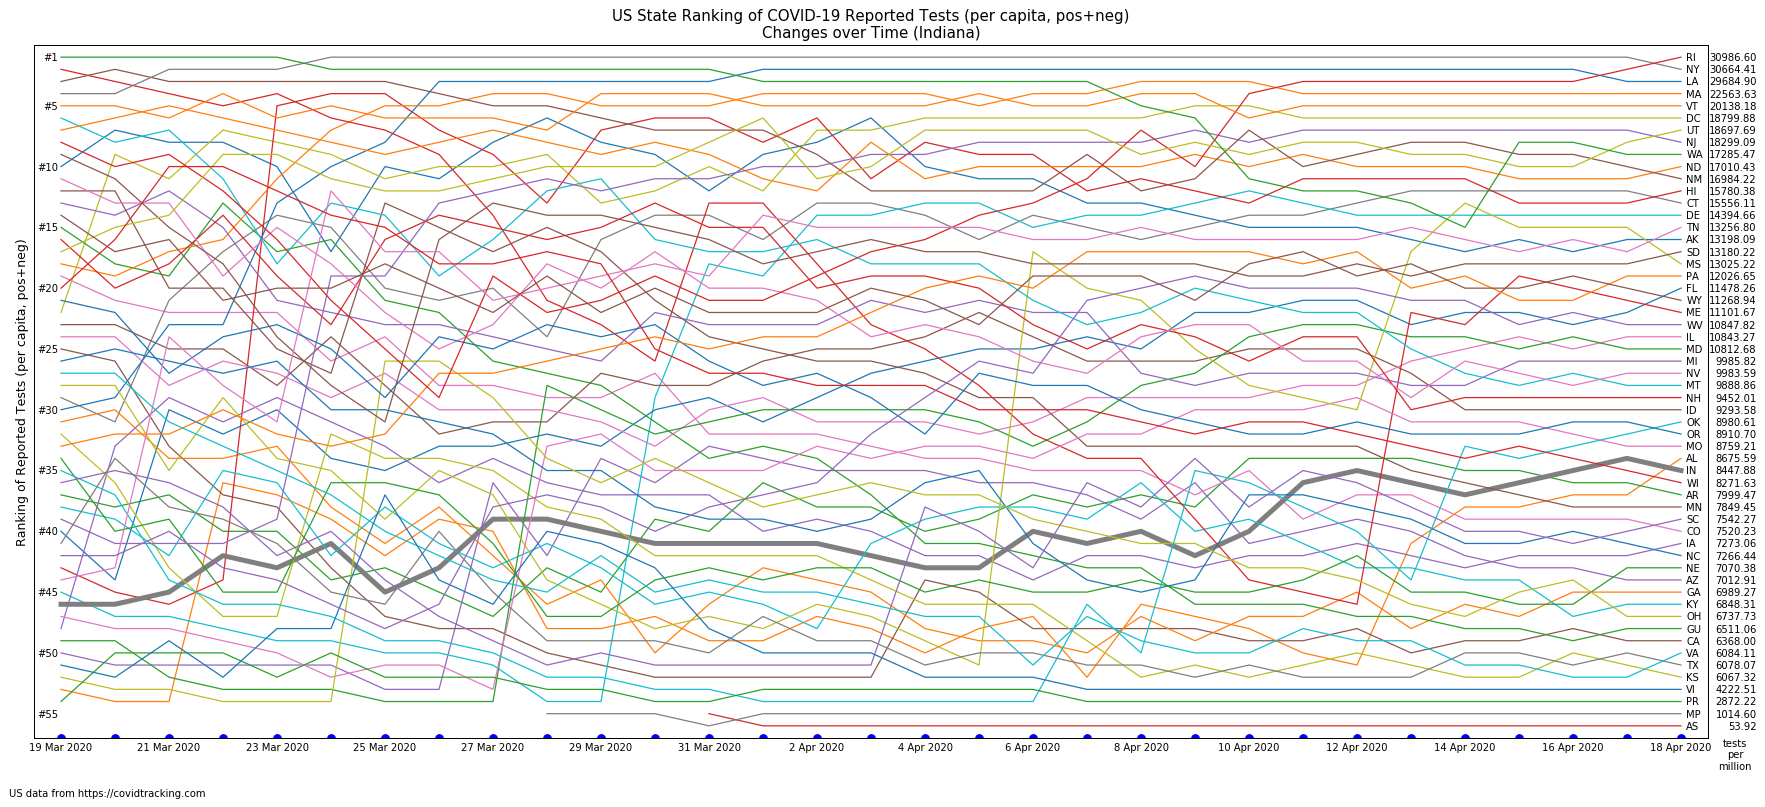 US State Ranking of COVID-19 Reported Tests (per capita, pos+neg)
Changes over Time (Indiana)
Ranking of Reported Tests (per capita, pos+neg)
#1
#5
#10
#15
#20
#25
#30
#35
#40
#45
#50
#55
RI 30986.60
NY 30664.41
LA 29684.90
MA 22563.63
VT 20138.18
DC 18799.88
UT 18697.69
NJ 18299.09
WA 17285.47
ND 17010.43
NM 16984.22
HI 15780.38
CT 15556.11
DE 14394.66
TN 13256.80
AK 13198.09
SD 13180.22
MS 13025.22
PA 12026.65
FL 11478.26
WY 11268.94
ME 11101.67
WV 10847.82
IL 10843.27
MD 10812.68
MI 9985.82
NV 9983.59
MT 9888.86
NH 9452.01
ID 9293.58
OK 8980.61
OR 8910.70
MO 8759.21
AL 8675.59
IN 8447.88
WI 8271.63
AR 7999.47
MN 7849.45
SC 7542.27
CO 7520.23
IA 7273.06
NC 7266.44
NE 7070.38
AZ 7012.91
GA 6989.27
KY 6848.31
OH 6737.73
GU 6511.06
CA 6368.00
VA 6084.11
TX 6078.07
KS 6067.32
VI 4222.51
PR 2872.22
MP 1014.60
AS 53.92
19 Mar 2020
21 Mar 2020
23 Mar 2020
25 Mar 2020
27 Mar 2020
29 Mar 2020
31 Mar 2020
2 Apr 2020
4 Apr 2020
6 Apr 2020
8 Apr 2020
10 Apr 2020
12 Apr 2020
14 Apr 2020
16 Apr 2020
18 Apr 2020
tests
per
million
US data from https://covidtracking.com